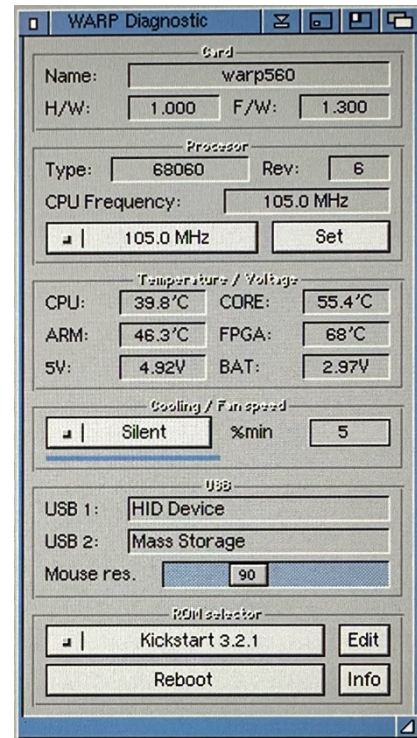 WARP Diagnostic
Card
Name: warp560
H/W: 1.000 F/W: 1.300
Procesor
Type: 68060 Rev: 6
CPU Frequency: 105.0 MHz
105.0 MHz Set
Temperature / Voltage
CPU: 39.8'C CORE: 55.4'C
ARM: 46.3'C FPGA: 68'C
5V: 4.92V BAT: 2.97V
Cooling / Fan speed
Silent %min 5
USB
USB 1: HID Device
USB 2: Mass Storage
Mouse res. 90
ROM selector
Kickstart 3.2.1 Edit
Reboot Info